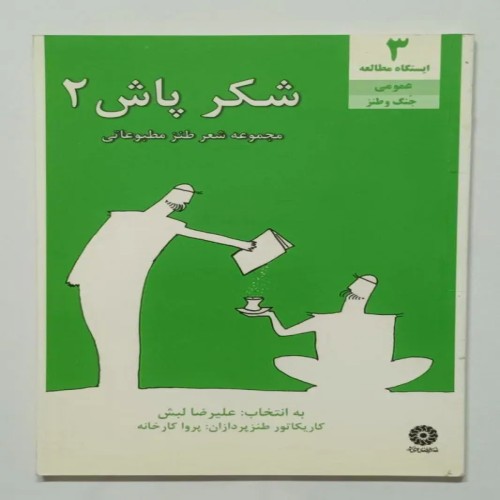 ۳
ایستگاه مطالعه
عمومی
جنگ و طنز
شکر پاش ۲
مجموعه شعر طنز مطبوعاتی
به انتخاب: علیرضا لبش
کاریکاتور طنزپردازان: پروا کارخانه